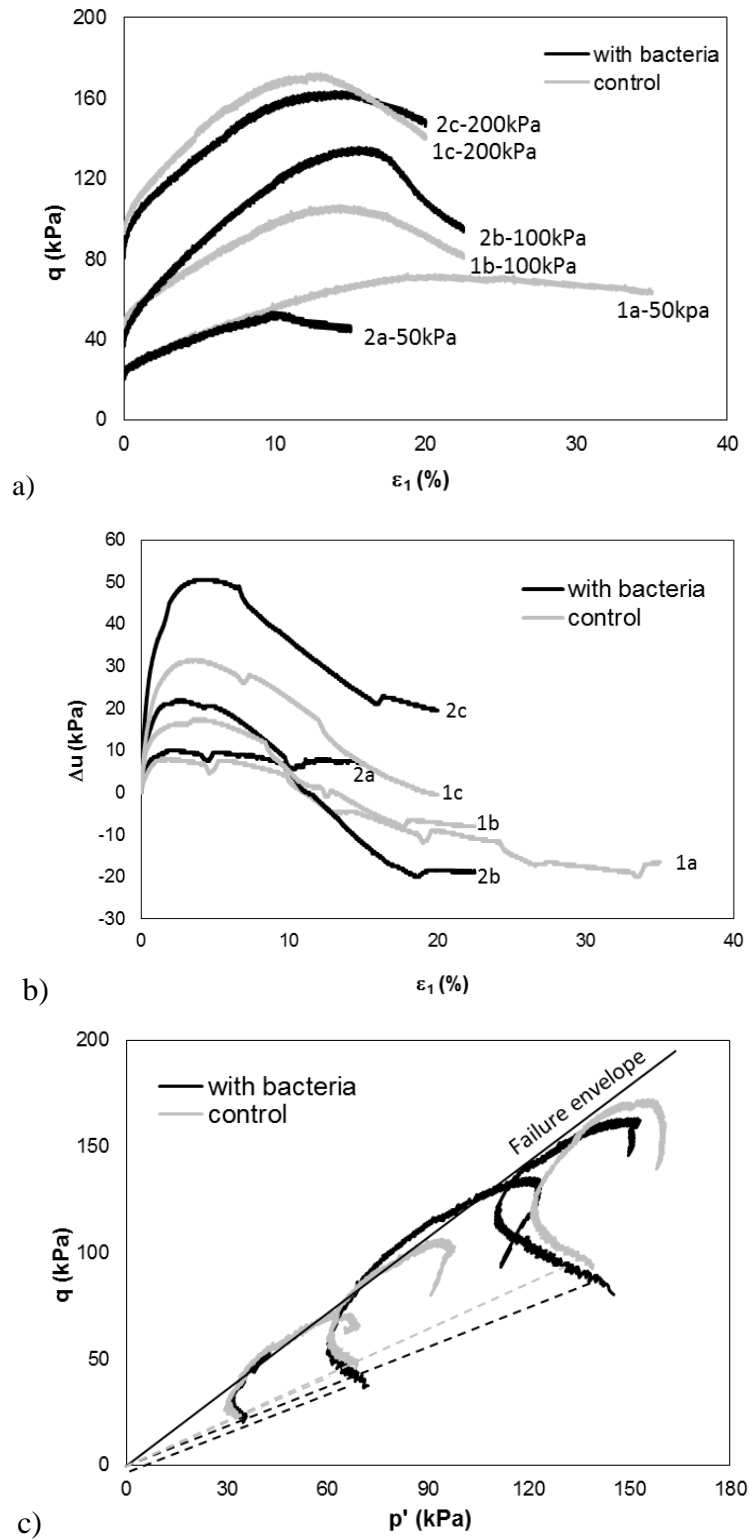 200
160
120
80
40
0
q (kPa)
with bacteria
control
2c-200kPa
1c-200kPa
2b-100kPa
1b-100kPa
1a-50kpa
2a-50kPa
0 10 20 30 40
ε1 (%)
a)
60
50
40
30
20
10
0
-10
-20
-30
Δu (kPa)
with bacteria
control
2c
2a
1c
1b
1a
2b
0 10 20 30 40
ε1 (%)
b)
200
150
100
50
0
q (kPa)
with bacteria
control
Failure envelope
0 30 60 90 120 150 180
p' (kPa)
c)